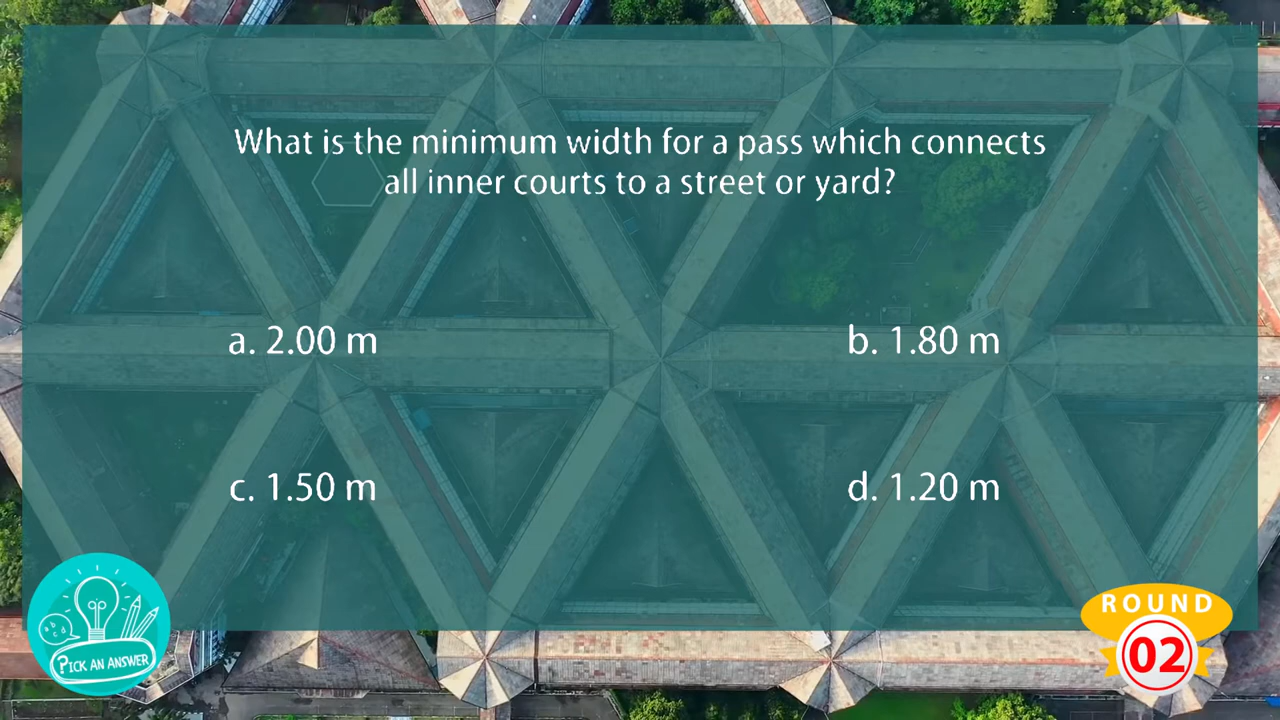 What is the minimum width for a pass which connects
all inner courts to a street or yard?
a. 2.00 m
b. 1.80 m
c. 1.50 m
d. 1.20 m
abcd
PICK AN ANSWER
ROUND
02